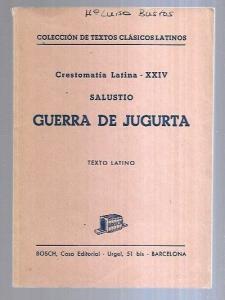 Mª Luisa Bustos
COLECCIÓN DE TEXTOS CLÁSICOS LATINOS
Crestomatía Latina - XXIV
SALUSTIO
GUERRA DE JUGURTA
TEXTO LATINO
BOSCH, Casa Editorial - Urgel, 51 bis - BARCELONA